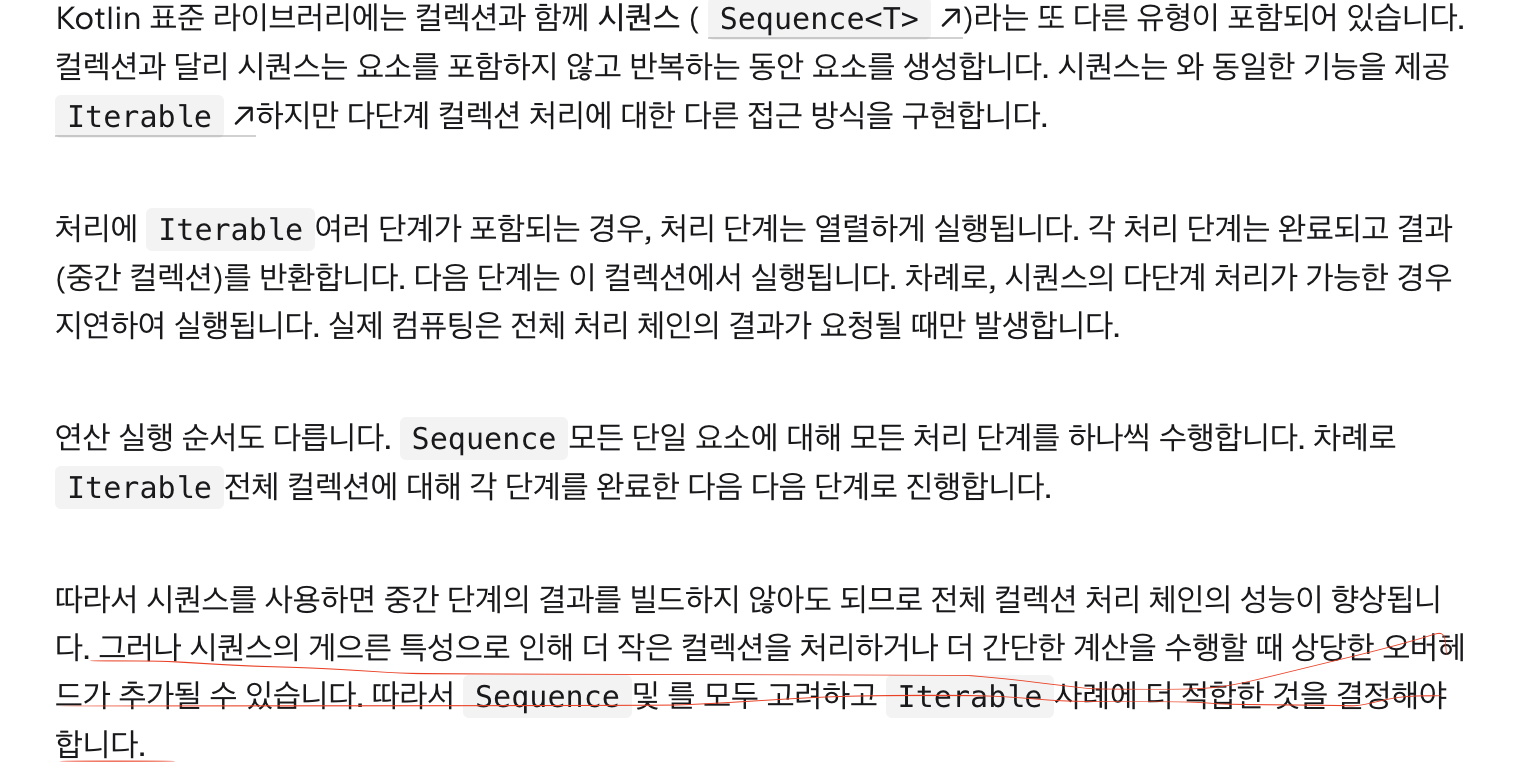 Kotlin 표준 라이브러리에는 컬렉션과 함께 시퀀스 ( Sequence<T> ↗)라는 또 다른 유형이 포함되어 있습니다.
컬렉션과 달리 시퀀스는 요소를 포함하지 않고 반복하는 동안 요소를 생성합니다. 시퀀스는 와 동일한 기능을 제공
Iterable ↗하지만 다단계 컬렉션 처리에 대한 다른 접근 방식을 구현합니다.
처리에 Iterable 여러 단계가 포함되는 경우, 처리 단계는 열렬하게 실행됩니다. 각 처리 단계는 완료되고 결과
(중간 컬렉션)를 반환합니다. 다음 단계는 이 컬렉션에서 실행됩니다. 차례로, 시퀀스의 다단계 처리가 가능한 경우
지연하여 실행됩니다. 실제 컴퓨팅은 전체 처리 체인의 결과가 요청될 때만 발생합니다.
연산 실행 순서도 다릅니다. Sequence 모든 단일 요소에 대해 모든 처리 단계를 하나씩 수행합니다. 차례로
Iterable 전체 컬렉션에 대해 각 단계를 완료한 다음 다음 단계로 진행합니다.
따라서 시퀀스를 사용하면 중간 단계의 결과를 빌드하지 않아도 되므로 전체 컬렉션 처리 체인의 성능이 향상됩니
다. 그러나 시퀀스의 게으른 특성으로 인해 더 작은 컬렉션을 처리하거나 더 간단한 계산을 수행할 때 상당한 오버헤
드가 추가될 수 있습니다. 따라서 Sequence 및 를 모두 고려하고 Iterable 사례에 더 적합한 것을 결정해야
합니다.